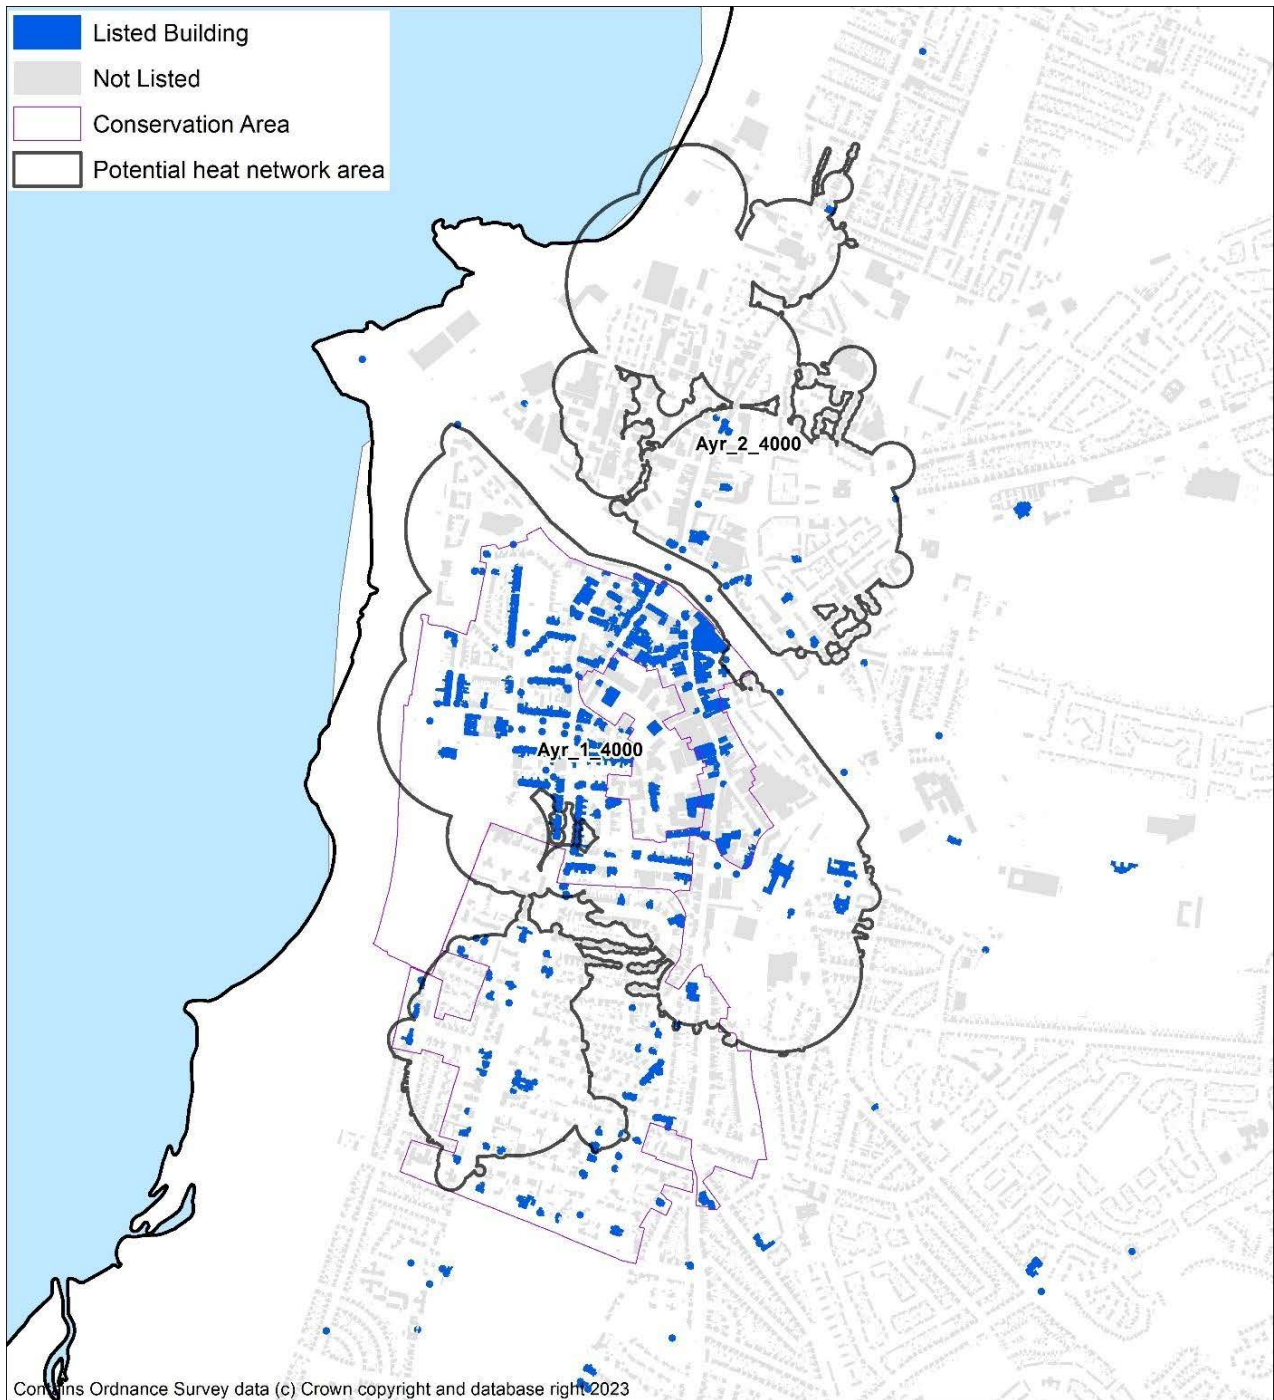 Listed Building
Not Listed
Conservation Area
Potential heat network area
Ayr_2_4000
Ayr_1_4000
Contains Ordnance Survey data (c) Crown copyright and database right 2023